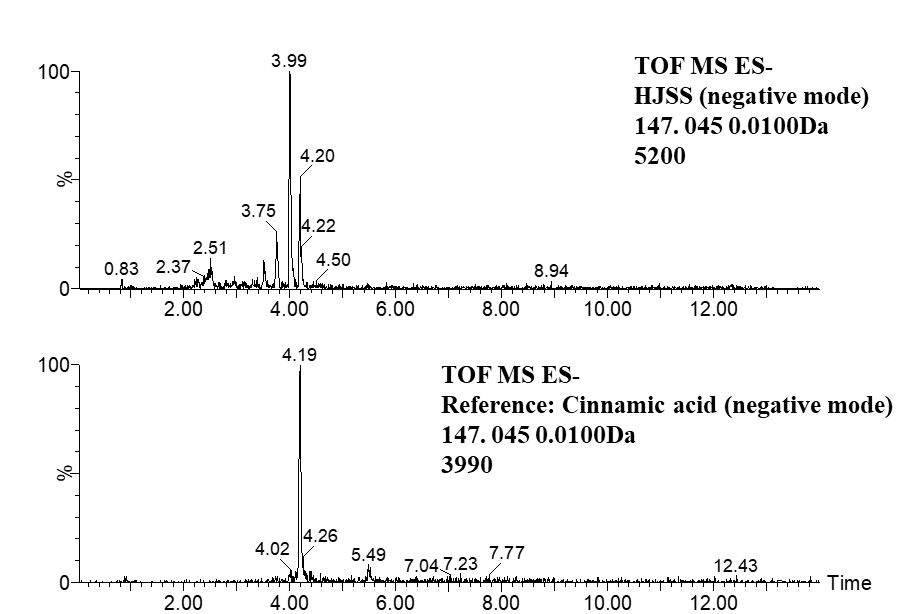 3.99
TOF MS ES-
HJSS (negative mode)
147. 045 0.0100Da
5200
100
%
0
0.83
2.37
2.51
3.75
4.20
4.22
4.50
8.94
2.00 4.00 6.00 8.00 10.00 12.00
4.19
TOF MS ES-
Reference: Cinnamic acid (negative mode)
147. 045 0.0100Da
3990
100
%
0
4.02
4.26
5.49
7.04
7.23
7.77
12.43
Time
2.00 4.00 6.00 8.00 10.00 12.00